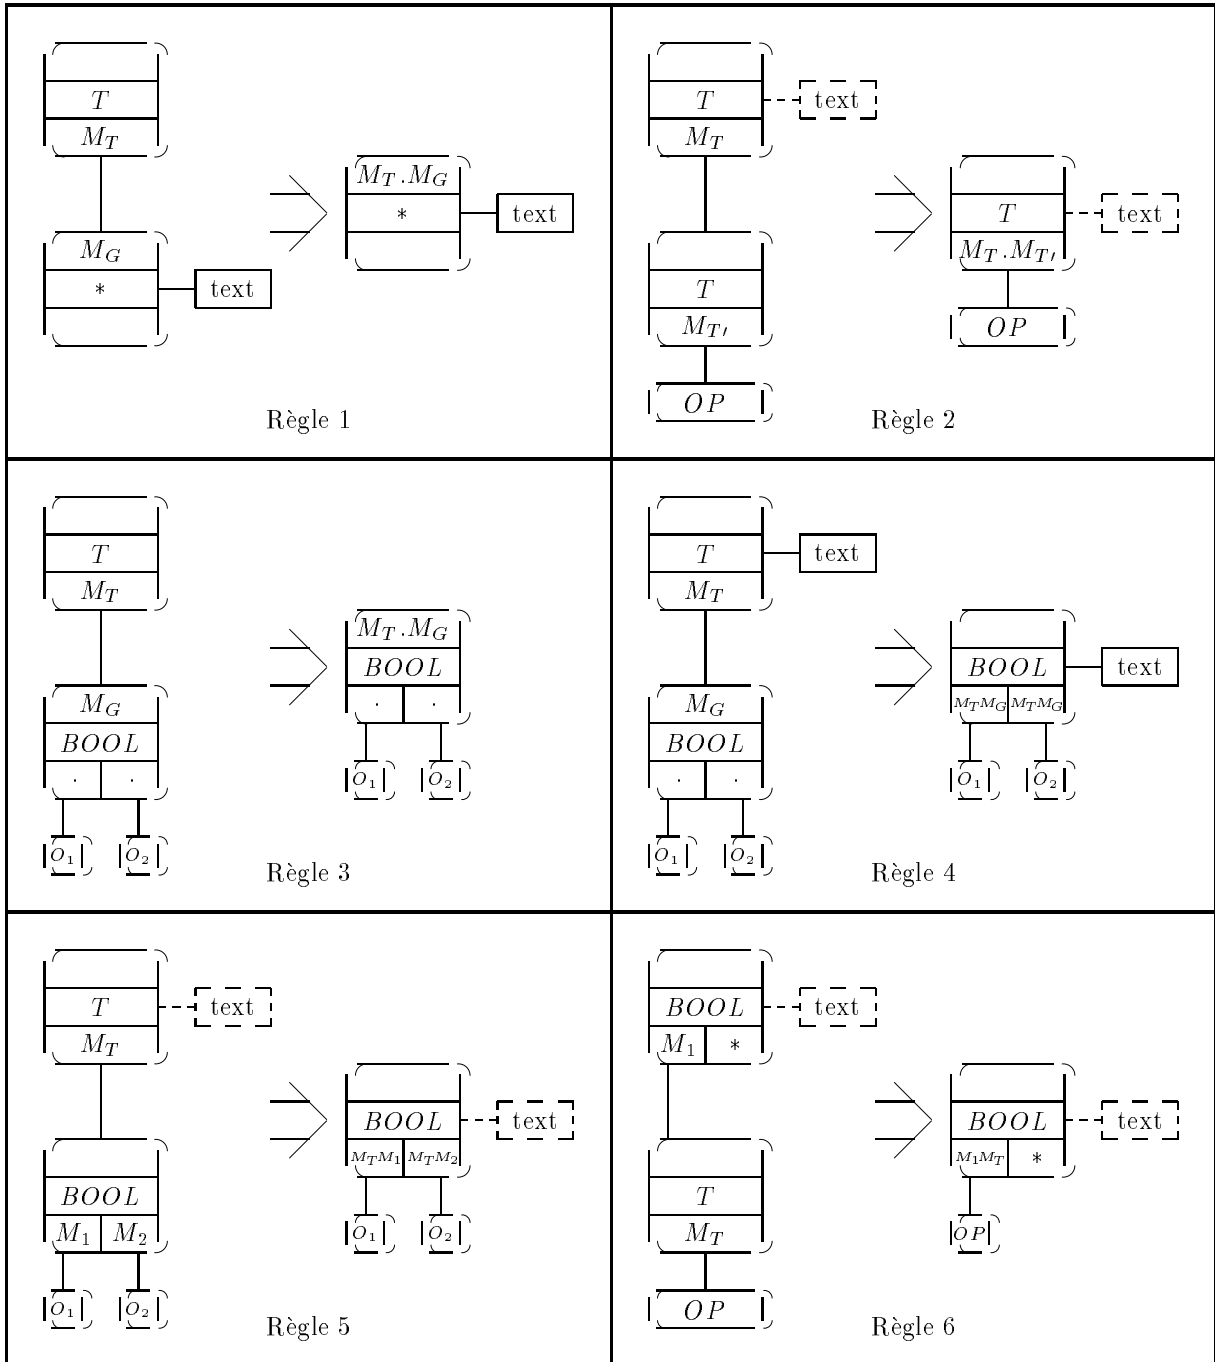 T
M_T
M_T.M_G
M_G
*
text
*
text
Règle 1
T
text
M_T
T
text
T
M_T.M_T'
M_T'
OP
OP
Règle 2
T
M_T
M_T.M_G
BOOL
M_G
. .
BOOL
. .
O_1 O_2
O_1 O_2
Règle 3
T
text
M_T
BOOL
text
M_G
M_TM_G M_TM_G
BOOL
. .
O_1 O_2
O_1 O_2
Règle 4
T
text
M_T
BOOL
text
M_TM_1 M_TM_2
BOOL
M_1 M_2
O_1 O_2
O_1 O_2
Règle 5
BOOL
text
M_1 *
BOOL
text
M_1M_T *
T
M_T
OP
OP
Règle 6